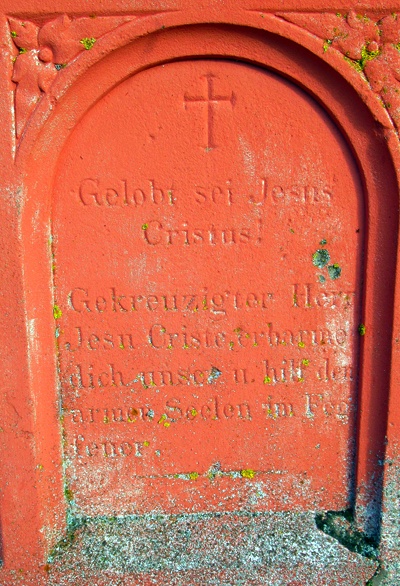 Gelobt sei Jesus
Cristus!
Gekreuzigter Herr
Jesu Criste, erbarme
dich unser u. hilf den
armen Seelen im Feg
feuer.